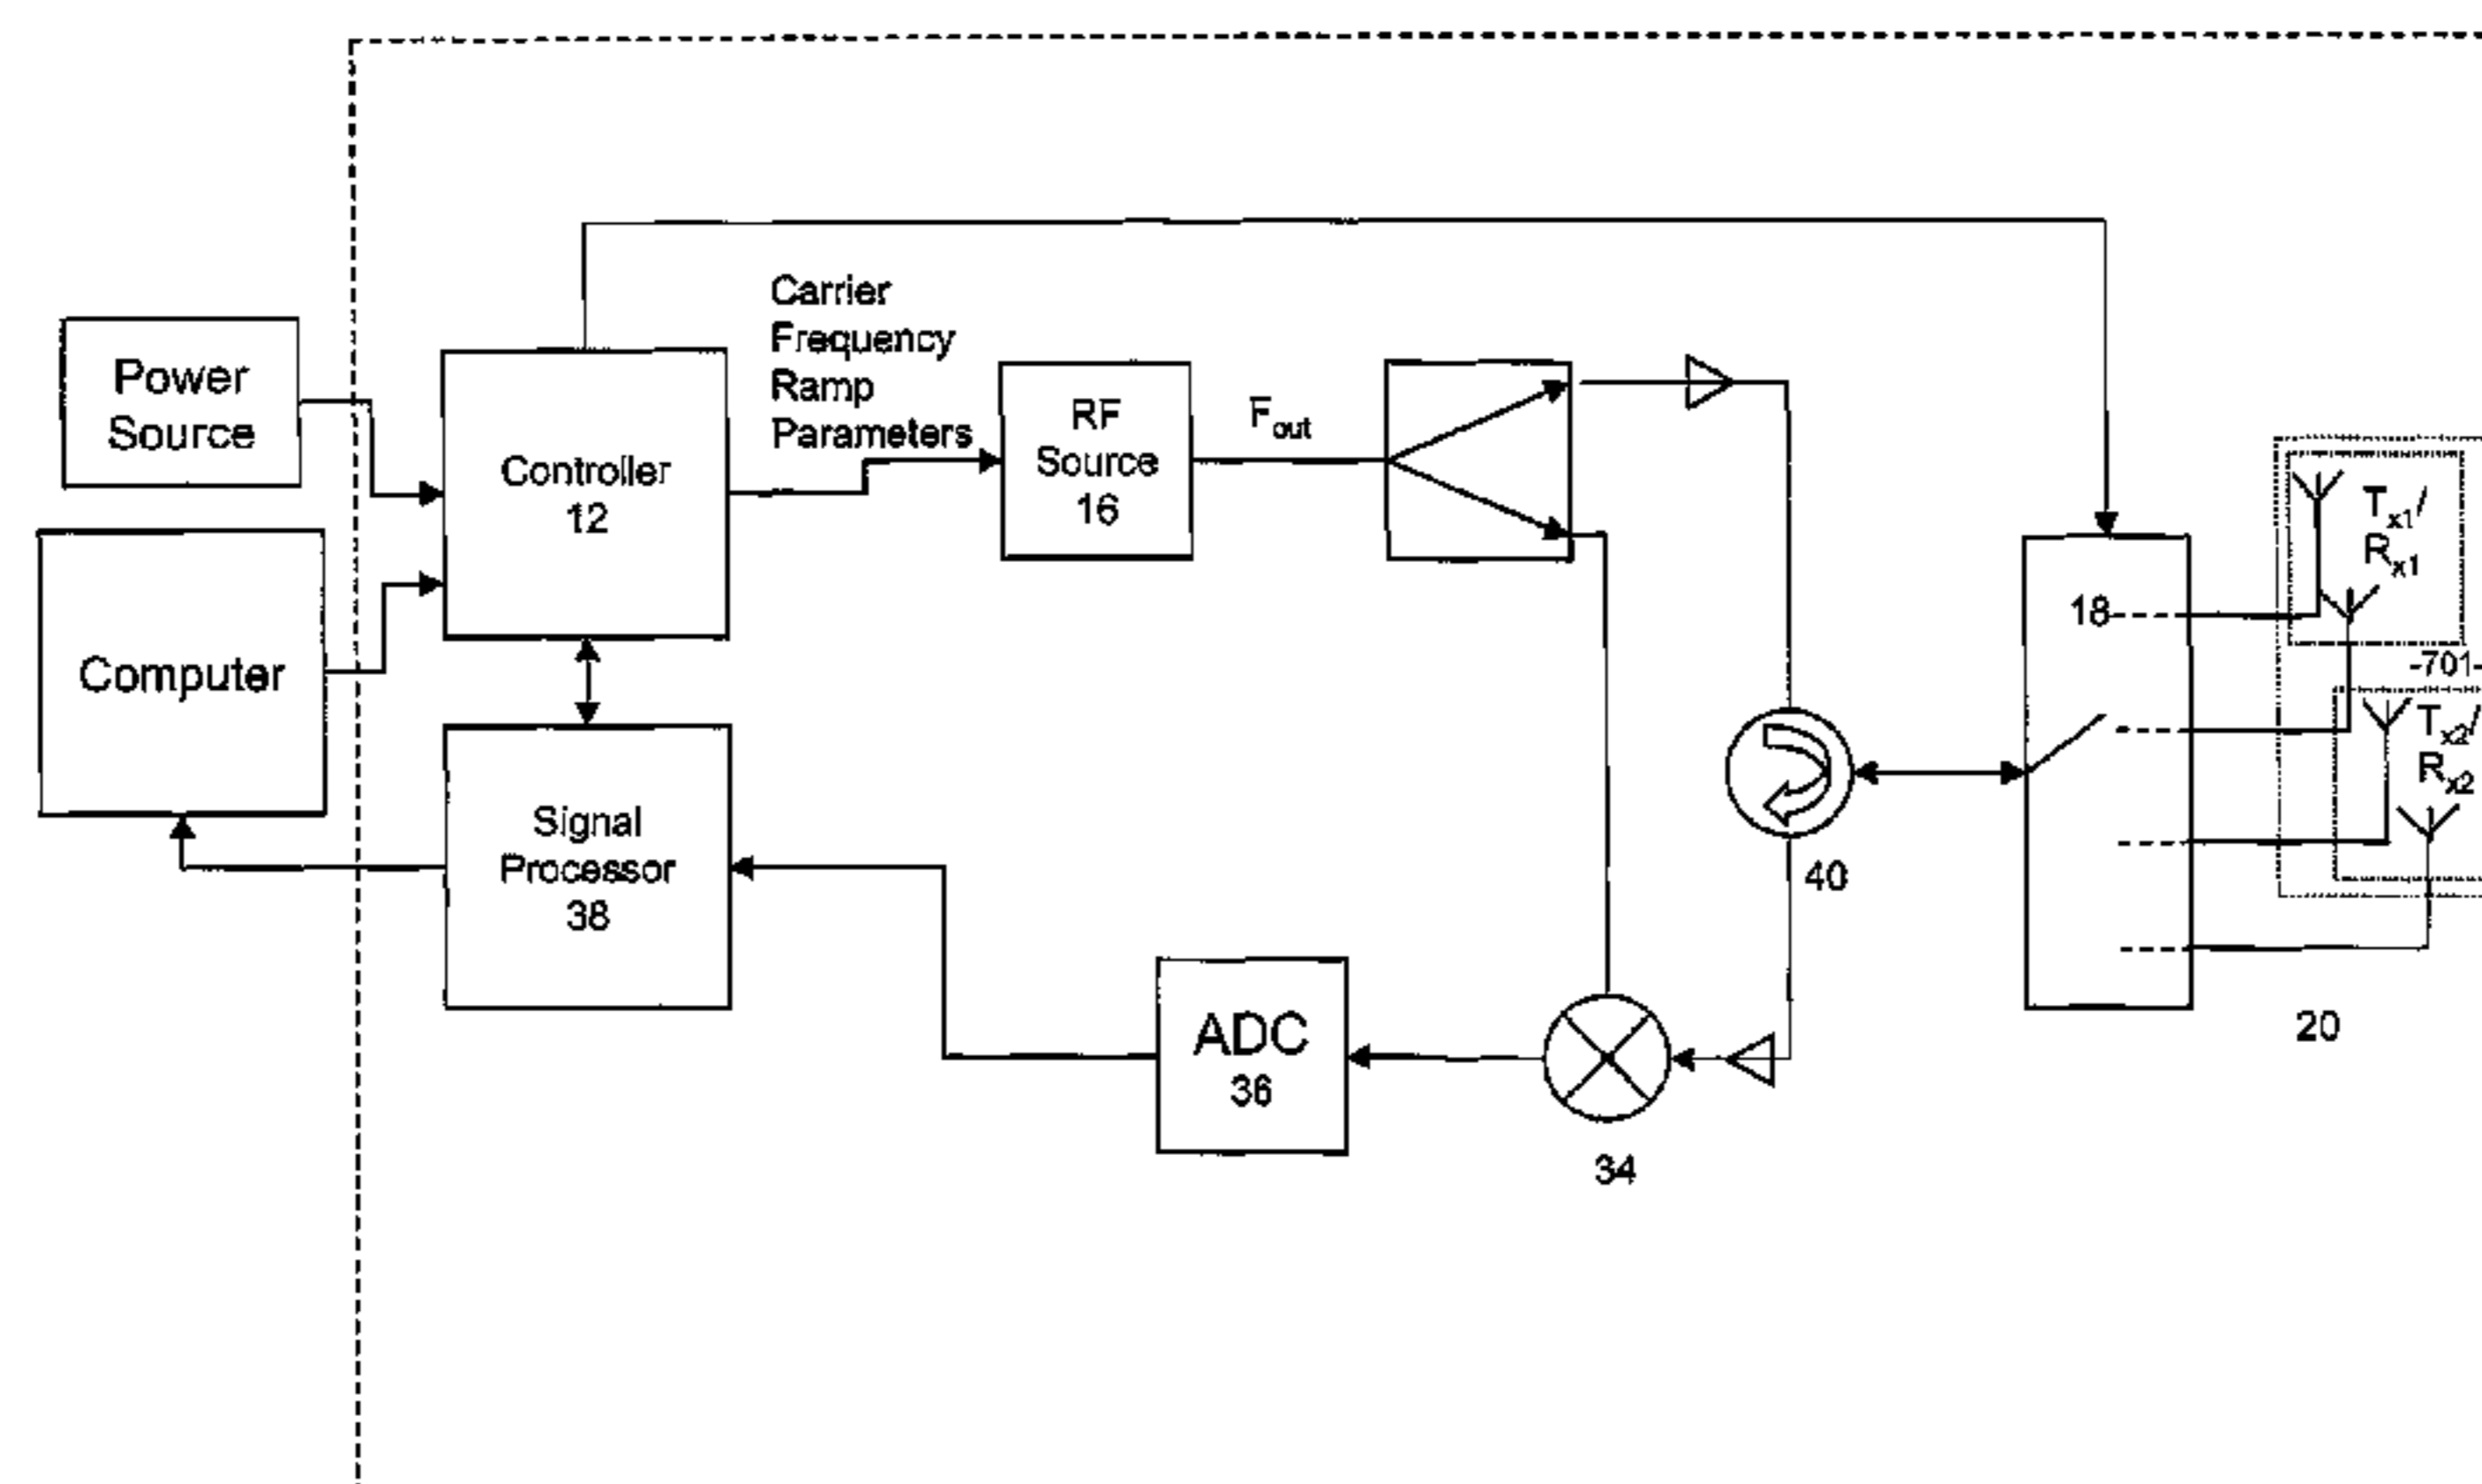 Carrier
Frequency
Ramp
Parameters
Power
Source
Controller
12
RF
Source
16
Fout
Tx1/
Rx1
18
-701-
Computer
Tx2/
Rx2
Signal
Processor
38
40
ADC
36
20
34